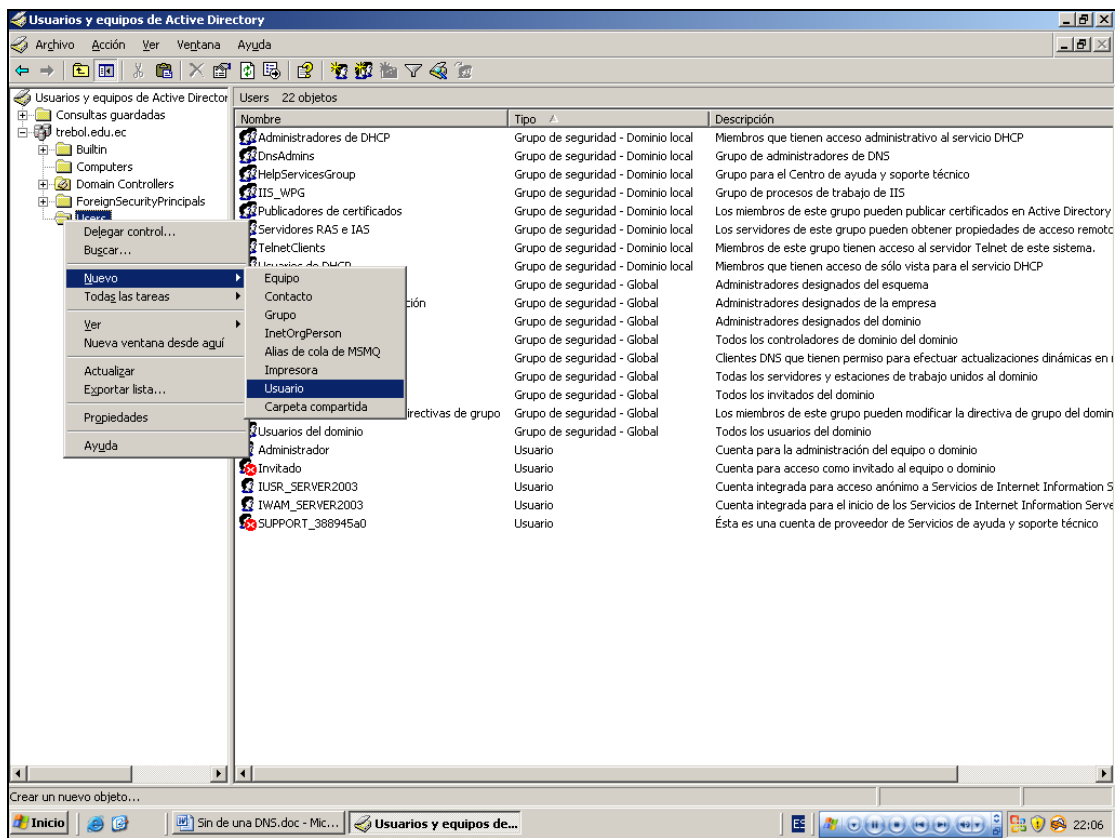 Usuarios y equipos de Active Directory
Archivo Acción Ver Ventana Ayuda
Usuarios y equipos de Active Director
Consultas guardadas
trebol.edu.ec
Builtin
Computers
Domain Controllers
ForeignSecurityPrincipals
Users
Delegar control...
Buscar...
Nuevo
Todas las tareas
Ver
Nueva ventana desde aquí
Actualizar
Exportar lista...
Propiedades
Ayuda
Equipo
Contacto
Grupo
InetOrgPerson
Alias de cola de MSMQ
Impresora
Usuario
Carpeta compartida
Users 22 objetos
Nombre Tipo Descripción
Administradores de DHCP Grupo de seguridad - Dominio local Miembros que tienen acceso administrativo al servicio DHCP
DnsAdmins Grupo de seguridad - Dominio local Grupo de administradores de DNS
HelpServicesGroup Grupo de seguridad - Dominio local Grupo para el Centro de ayuda y soporte técnico
IIS_WPG Grupo de seguridad - Dominio local Grupo de procesos de trabajo de IIS
Publicadores de certificados Grupo de seguridad - Dominio local Los miembros de este grupo pueden publicar certificados en Active Directory
Servidores RAS e IAS Grupo de seguridad - Dominio local Los servidores de este grupo pueden obtener propiedades de acceso remoto
TelnetClients Grupo de seguridad - Dominio local Miembros de este grupo tienen acceso al servidor Telnet de este sistema.
Usuarios de DHCP Grupo de seguridad - Dominio local Miembros que tienen acceso de sólo vista para el servicio DHCP
Grupo de seguridad - Global Administradores designados del esquema
ción Grupo de seguridad - Global Administradores designados de la empresa
Grupo de seguridad - Global Administradores designados del dominio
Grupo de seguridad - Global Todos los controladores de dominio del dominio
Grupo de seguridad - Global Clientes DNS que tienen permiso para efectuar actualizaciones dinámicas en
Grupo de seguridad - Global Todas los servidores y estaciones de trabajo unidos al dominio
Grupo de seguridad - Global Todos los invitados del dominio
irectivas de grupo Grupo de seguridad - Global Los miembros de este grupo pueden modificar la directiva de grupo del domin
Usuarios del dominio Grupo de seguridad - Global Todos los usuarios del dominio
Administrador Usuario Cuenta para la administración del equipo o dominio
Invitado Usuario Cuenta para acceso como invitado al equipo o dominio
IUSR_SERVER2003 Usuario Cuenta integrada para acceso anónimo a Servicios de Internet Information S
IWAM_SERVER2003 Usuario Cuenta integrada para el inicio de los Servicios de Internet Information Serve
SUPPORT_388945a0 Usuario Ésta es una cuenta de proveedor de Servicios de ayuda y soporte técnico
Crear un nuevo objeto...
Inicio Sin de una DNS.doc - Mic... Usuarios y equipos de... ES 22:06